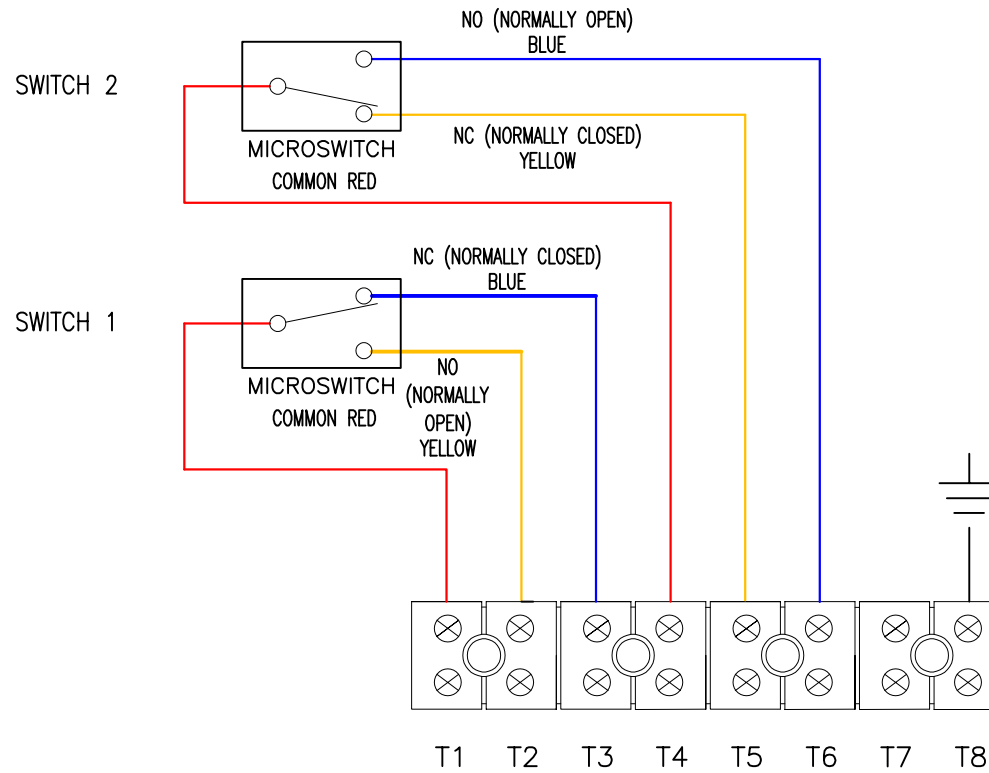 NO (NORMALLY OPEN)
BLUE
SWITCH 2
NC (NORMALLY CLOSED)
YELLOW
MICROSWITCH
COMMON RED
NC (NORMALLY CLOSED)
BLUE
SWITCH 1
NO
(NORMALLY
OPEN)
YELLOW
MICROSWITCH
COMMON RED
T1 T2 T3 T4 T5 T6 T7 T8